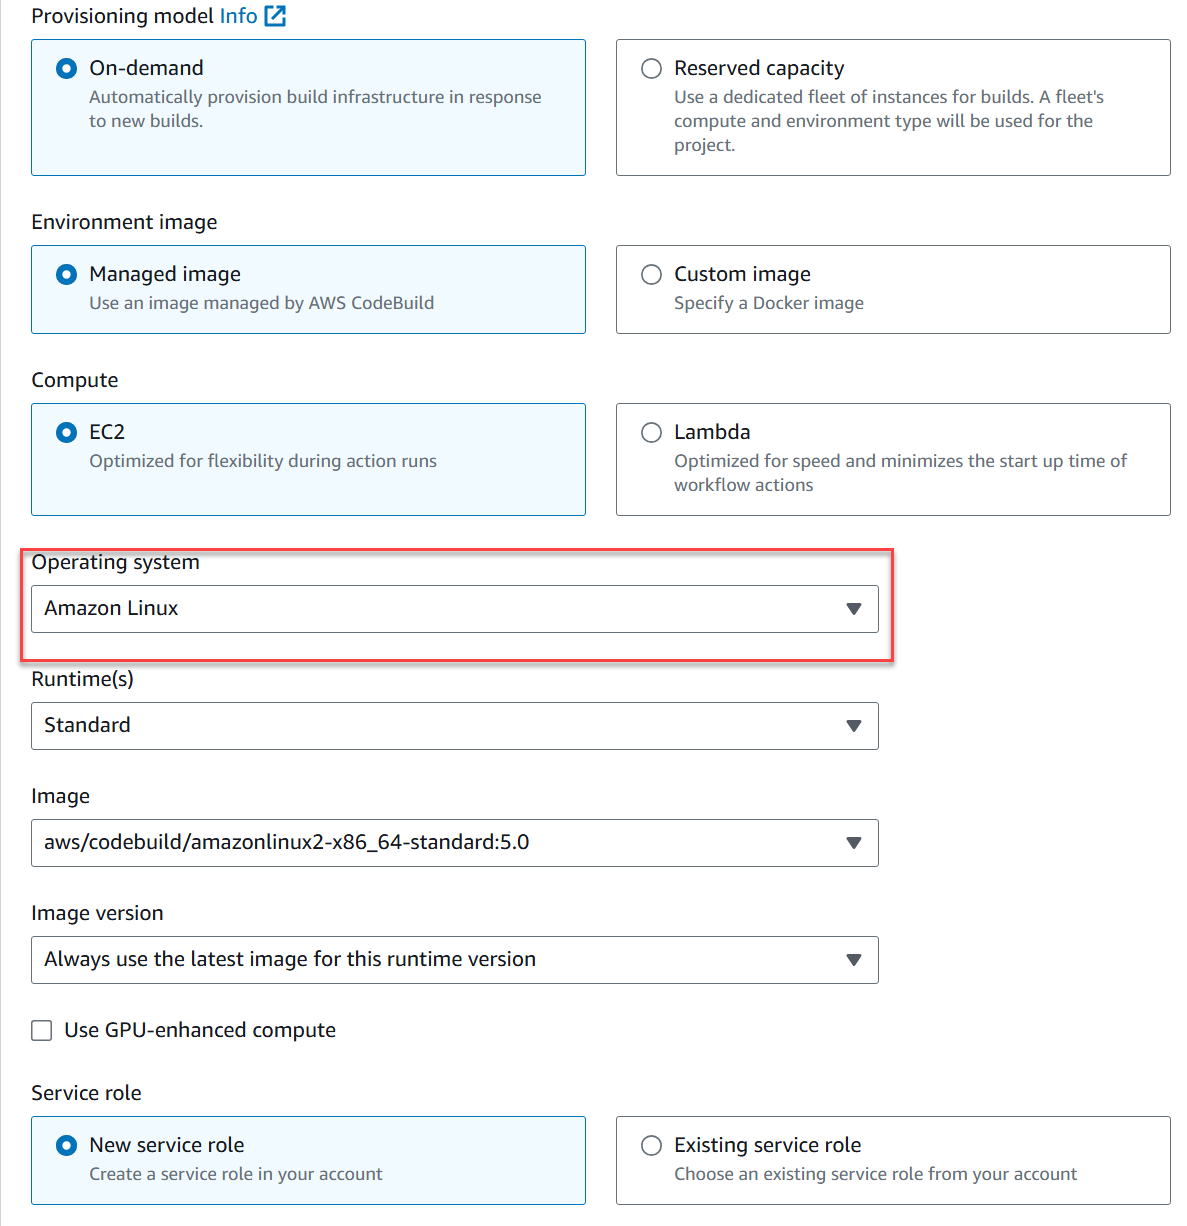 Provisioning model Info
On-demand
Automatically provision build infrastructure in response
to new builds.
Reserved capacity
Use a dedicated fleet of instances for builds. A fleet's
compute and environment type will be used for the
project.
Environment image
Managed image
Use an image managed by AWS CodeBuild
Custom image
Specify a Docker image
Compute
EC2
Optimized for flexibility during action runs
Lambda
Optimized for speed and minimizes the start up time of
workflow actions
Operating system
Amazon Linux
Runtime(s)
Standard
Image
aws/codebuild/amazonlinux2-x86_64-standard:5.0
Image version
Always use the latest image for this runtime version
Use GPU-enhanced compute
Service role
New service role
Create a service role in your account
Existing service role
Choose an existing service role from your account